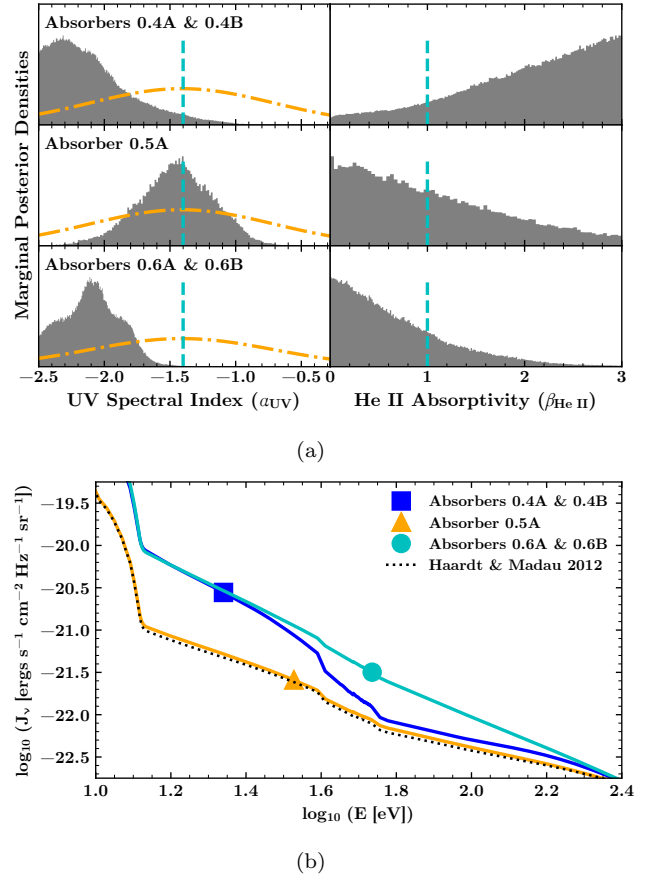 Marginal Posterior Densities
Absorbers 0.4A & 0.4B
Absorber 0.5A
Absorbers 0.6A & 0.6B
−2.5 −2.0 −1.5 −1.0 −0.5 0 1 2 3
UV Spectral Index (αUV) He II Absorptivity (βHe II)
(a)
log₁₀ (Jν [ergs s⁻¹ cm⁻² Hz⁻¹ sr⁻¹])
−19.5
−20.0
−20.5
−21.0
−21.5
−22.0
−22.5
Absorbers 0.4A & 0.4B
Absorber 0.5A
Absorbers 0.6A & 0.6B
Haardt & Madau 2012
1.0 1.2 1.4 1.6 1.8 2.0 2.2 2.4
log₁₀ (E [eV])
(b)